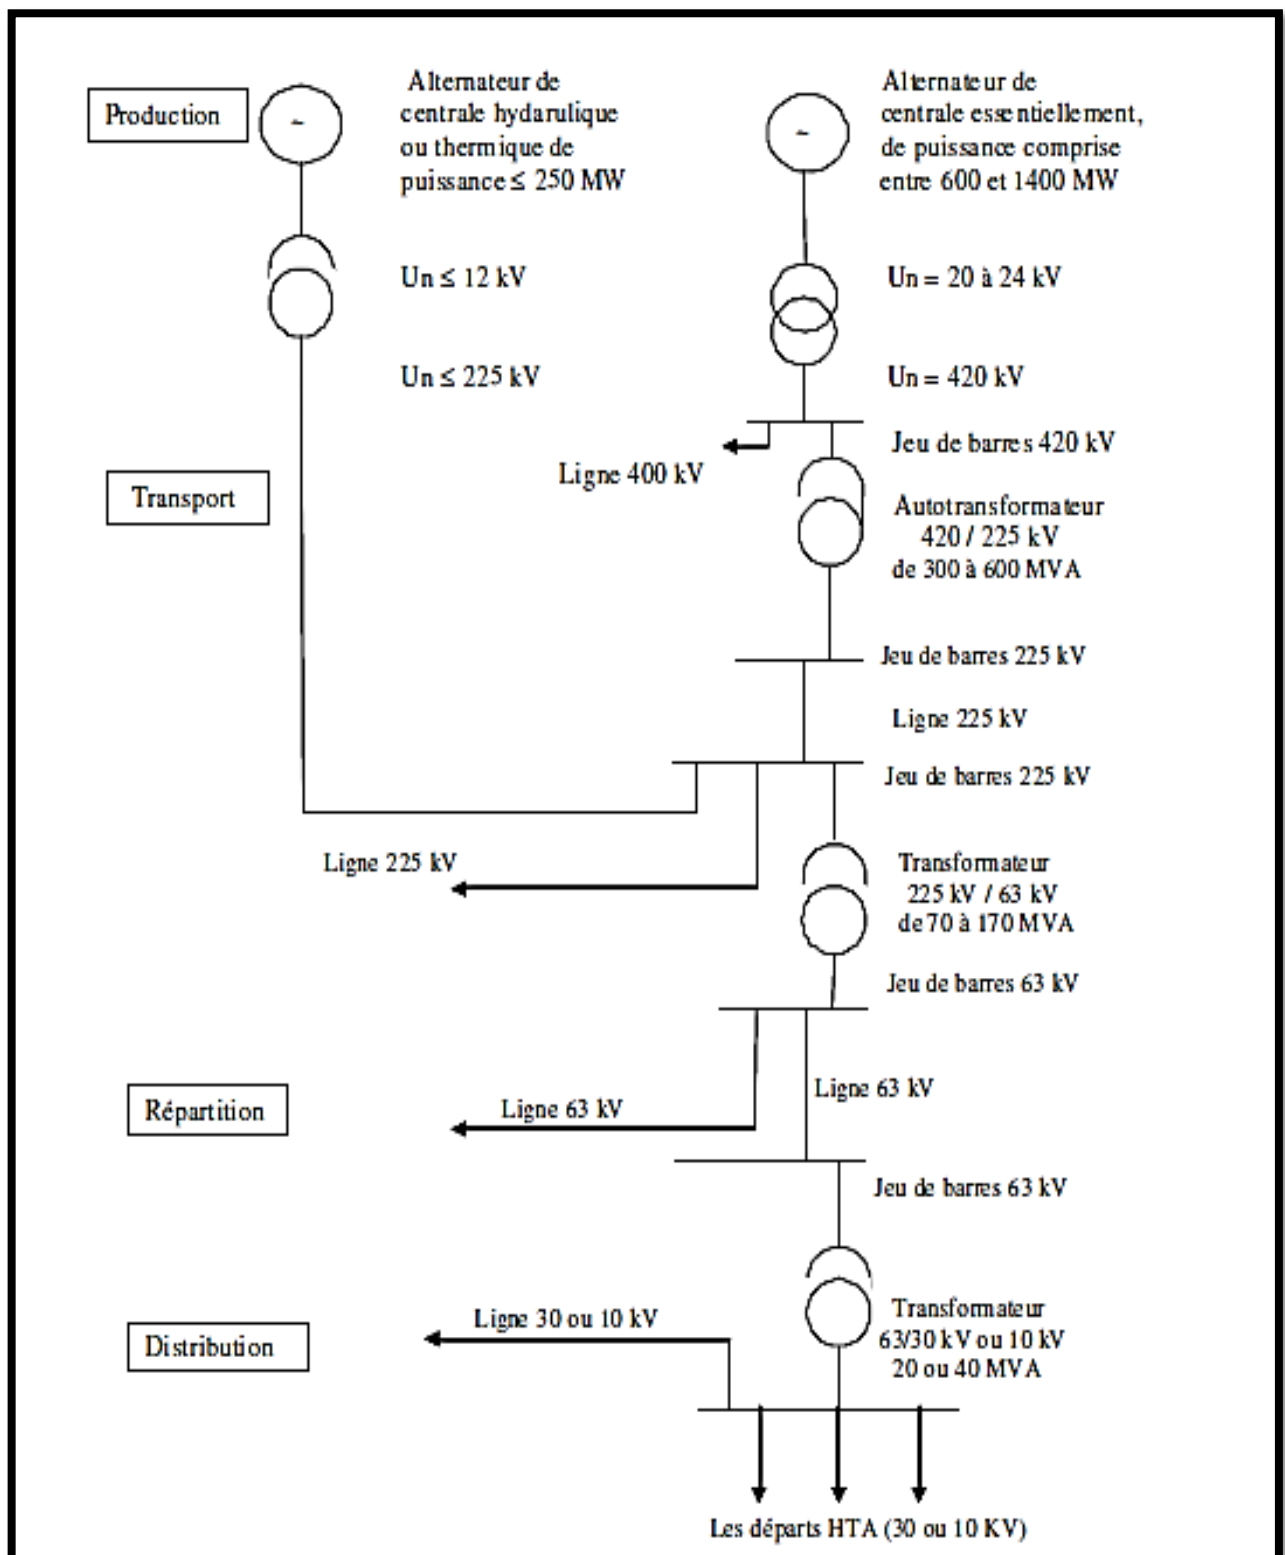 Production
~
Alternateur de
centrale hydarulique
ou thermique de
puissance ≤ 250 MW
~
Alternateur de
centrale essentiellement,
de puissance comprise
entre 600 et 1400 MW
Un ≤ 12 kV
Un = 20 à 24 kV
Un ≤ 225 kV
Un = 420 kV
Jeu de barres 420 kV
Ligne 400 kV
Transport
Autotransformateur
420 / 225 kV
de 300 à 600 MVA
Jeu de barres 225 kV
Ligne 225 kV
Jeu de barres 225 kV
Ligne 225 kV
Transformateur
225 kV / 63 kV
de 70 à 170 MVA
Jeu de barres 63 kV
Ligne 63 kV
Répartition
Ligne 63 kV
Jeu de barres 63 kV
Ligne 30 ou 10 kV
Distribution
Transformateur
63/30 kV ou 10 kV
20 ou 40 MVA
Les départs HTA (30 ou 10 KV)